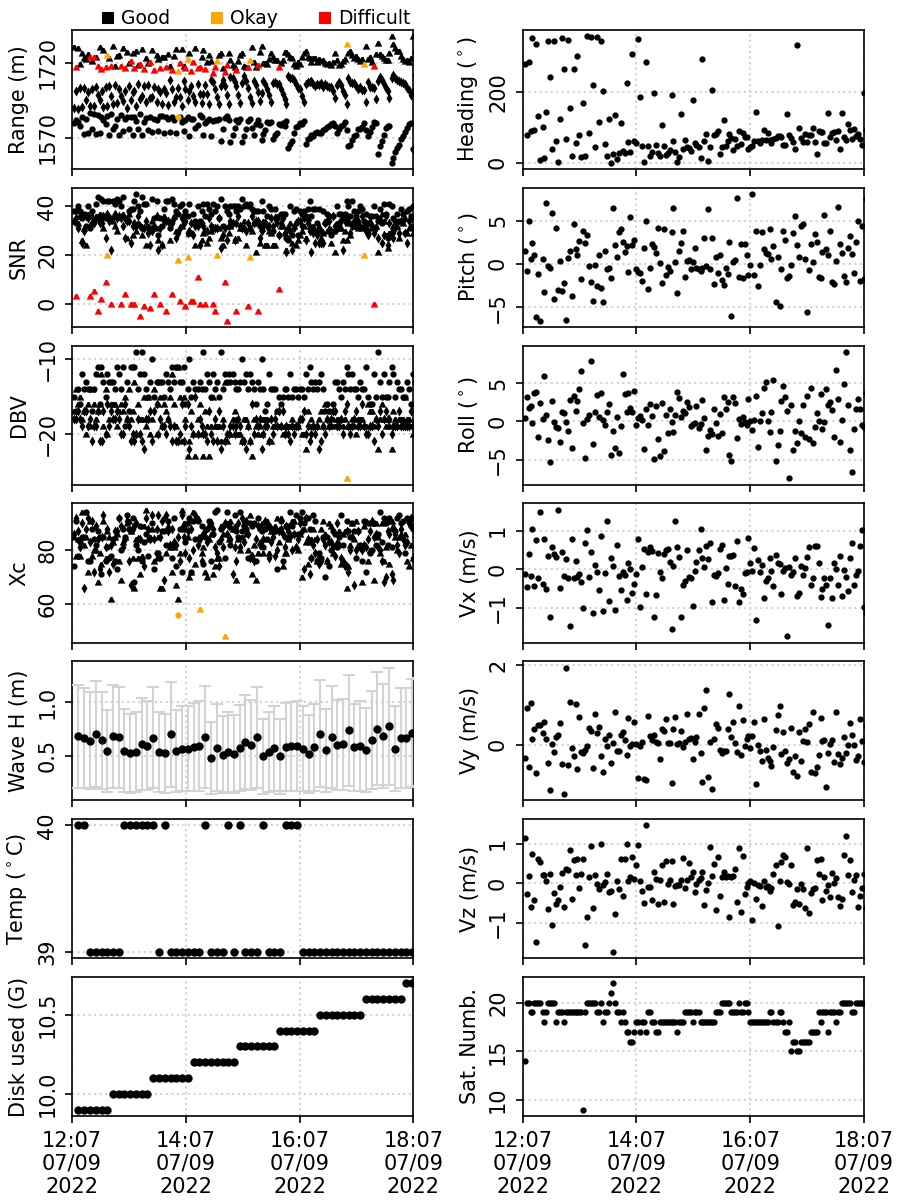 Good Okay Difficult
Range (m)
1720
1570
Heading (°)
200
0
SNR
40
20
0
Pitch (°)
5
0
−5
DBV
−10
−20
Roll (°)
5
0
−5
Xc
80
60
Vx (m/s)
1
0
−1
Wave H (m)
1.0
0.5
Vy (m/s)
2
0
Temp (°C)
40
39
Vz (m/s)
1
0
−1
Disk used (G)
10.5
10.0
Sat. Numb.
20
15
10
12:07 14:07 16:07 18:07 12:07 14:07 16:07 18:07
07/09 07/09 07/09 07/09 07/09 07/09 07/09 07/09
2022 2022 2022 2022 2022 2022 2022 2022